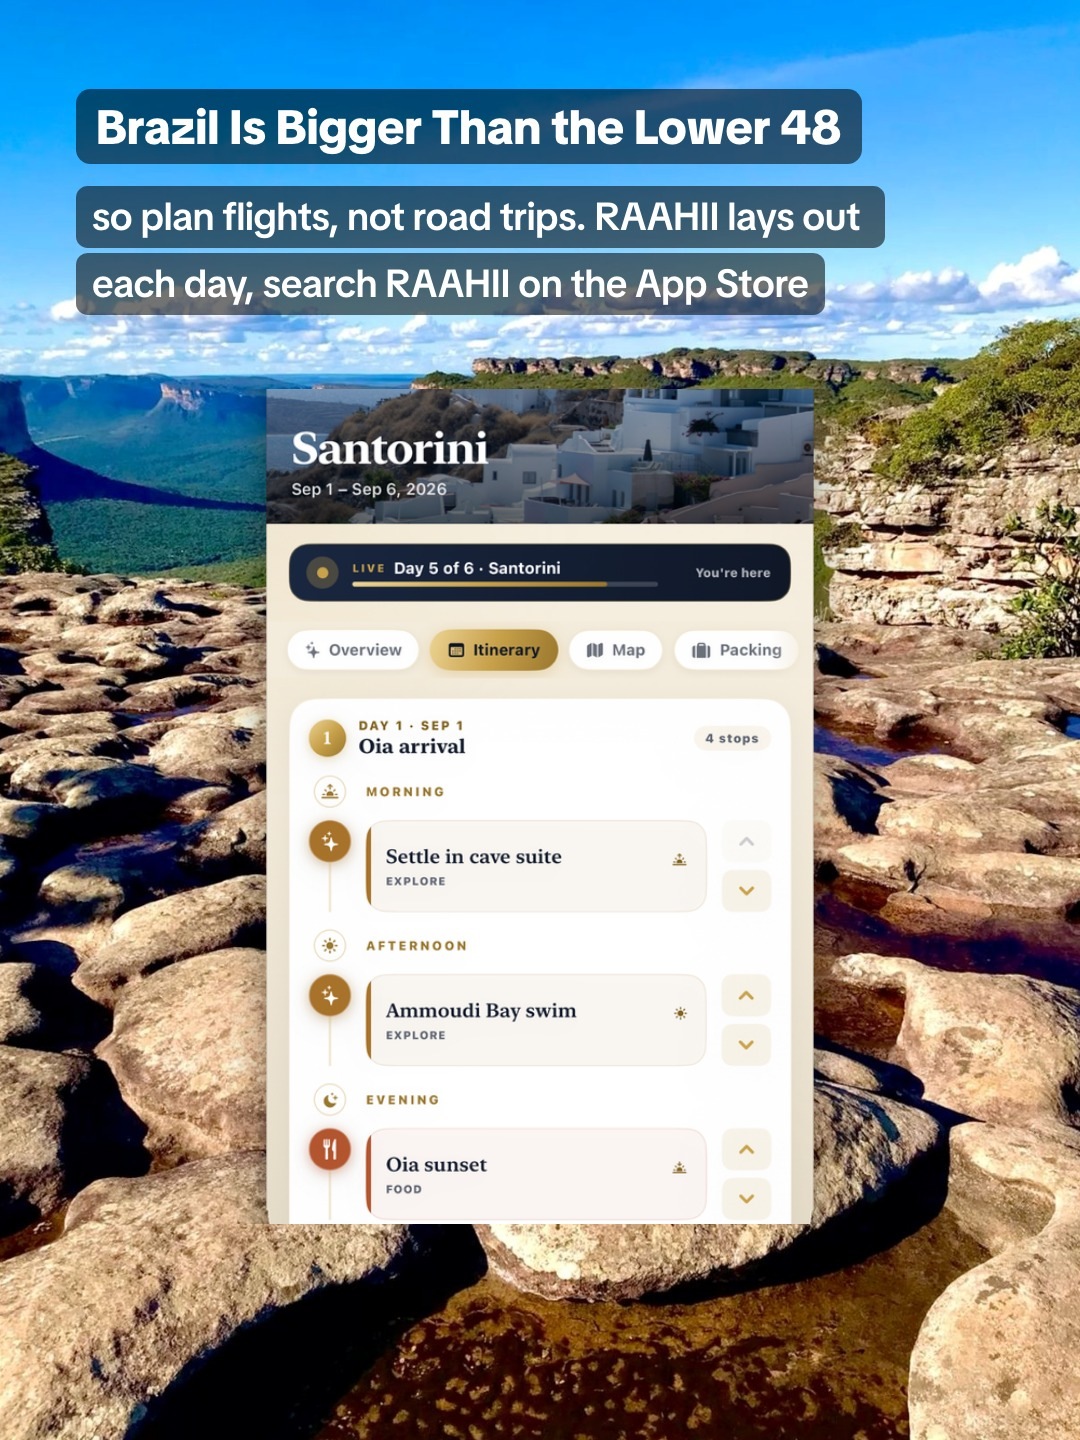 Brazil Is Bigger Than the Lower 48
so plan flights, not road trips. RAAHII lays out
each day, search RAAHII on the App Store
Santorini
Sep 1 – Sep 6, 2026
LIVE Day 5 of 6 · Santorini
You're here
Overview
Itinerary
Map
Packing
1
DAY 1 · SEP 1
Oia arrival
4 stops
MORNING
Settle in cave suite
EXPLORE
AFTERNOON
Ammoudi Bay swim
EXPLORE
EVENING
Oia sunset
FOOD